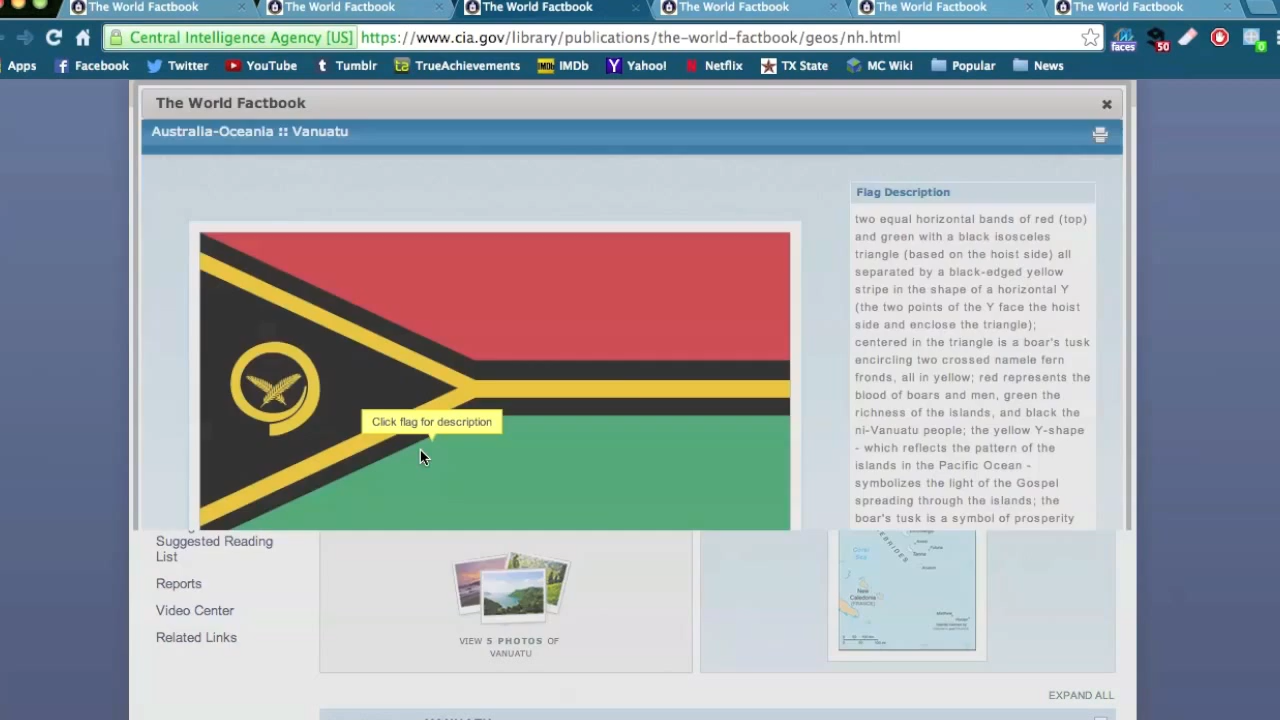 The World Factbook
The World Factbook
The World Factbook
The World Factbook
The World Factbook
The World Factbook
Central Intelligence Agency [US]
https://www.cia.gov/library/publications/the-world-factbook/geos/nh.html
faces
50
0
Apps
Facebook
Twitter
YouTube
Tumblr
TrueAchievements
IMDb
IMDb
Yahoo!
Netflix
TX State
MC Wiki
Popular
News
The World Factbook
Australia-Oceania :: Vanuatu
Flag Description
two equal horizontal bands of red (top)
and green with a black isosceles
triangle (based on the hoist side) all
separated by a black-edged yellow
stripe in the shape of a horizontal Y
(the two points of the Y face the hoist
side and enclose the triangle);
centered in the triangle is a boar's tusk
encircling two crossed namele fern
fronds, all in yellow; red represents the
blood of boars and men, green the
richness of the islands, and black the
ni-Vanuatu people; the yellow Y-shape
- which reflects the pattern of the
islands in the Pacific Ocean -
symbolizes the light of the Gospel
spreading through the islands; the
boar's tusk is a symbol of prosperity
Click flag for description
Suggested Reading
List
Reports
Video Center
Related Links
VIEW 5 PHOTOS OF
VANUATU
New
Caledonia
EXPAND ALL